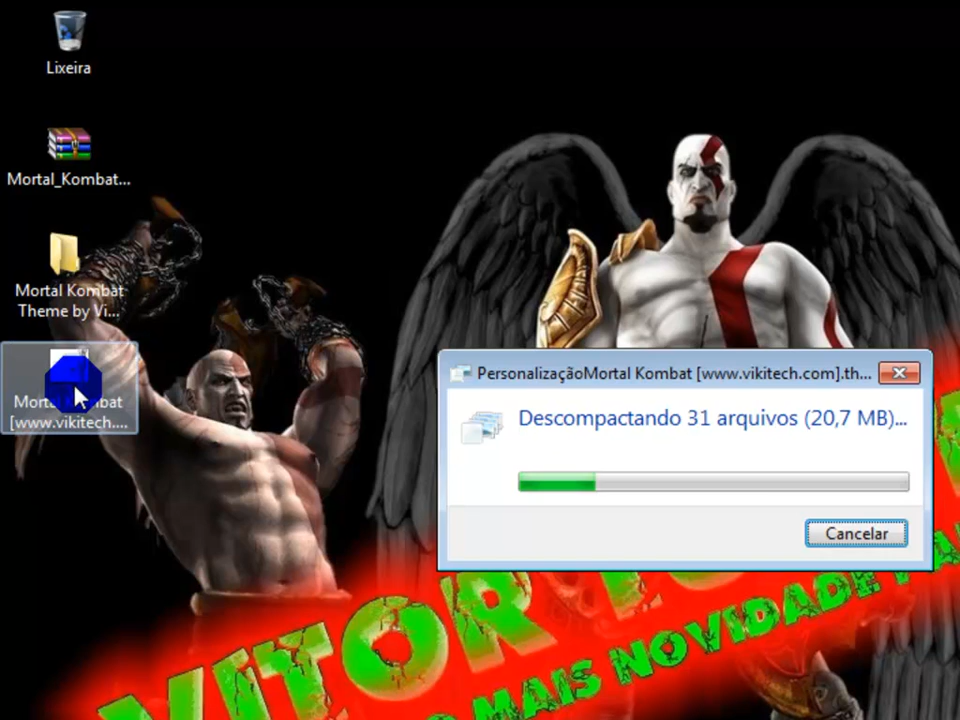 Lixeira
Mortal_Kombat...
Mortal Kombat
Theme by Vi...
[www.vikitech....
PersonalizaçãoMortal Kombat [www.vikitech.com].th...
Descompactando 31 arquivos (20,7 MB)...
Cancelar
VITOR
MAIS NOVIDADE